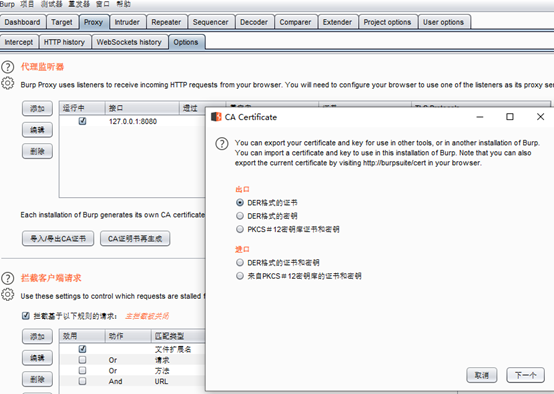 Burp 项目 测试器 重发器 窗口 帮助
Dashboard Target Proxy Intruder Repeater Sequencer Decoder Comparer Extender Project options User options
Intercept HTTP history WebSockets history Options
代理监听器
Burp Proxy uses listeners to receive incoming HTTP requests from your browser. You will need to configure your browser to use one of the listeners as its proxy ser
添加 运行中 接口 透过
编辑 127.0.0.1:8080
删除
CA Certificate
You can export your certificate and key for use in other tools, or in another installation of Burp.
You can import a certificate and key to use in this installation of Burp. Note that you can also
export the current certificate by visiting http://burpsuite/cert in your browser.
出口
DER格式的证书
DER格式的密钥
PKCS＃12密钥库证书和密钥
进口
DER格式的证书和密钥
来自PKCS＃12密钥库的证书和密钥
取消 下一个
Each installation of Burp generates its own CA certificate
导入/导出CA证书 CA证明书再生成
拦截客户端请求
Use these settings to control which requests are stalled f
拦截基于以下规则的请求: 主拦截被关闭
添加 效用 动作 匹配类型
编辑 文件扩展名
删除 Or 请求
Or 方法
And URL